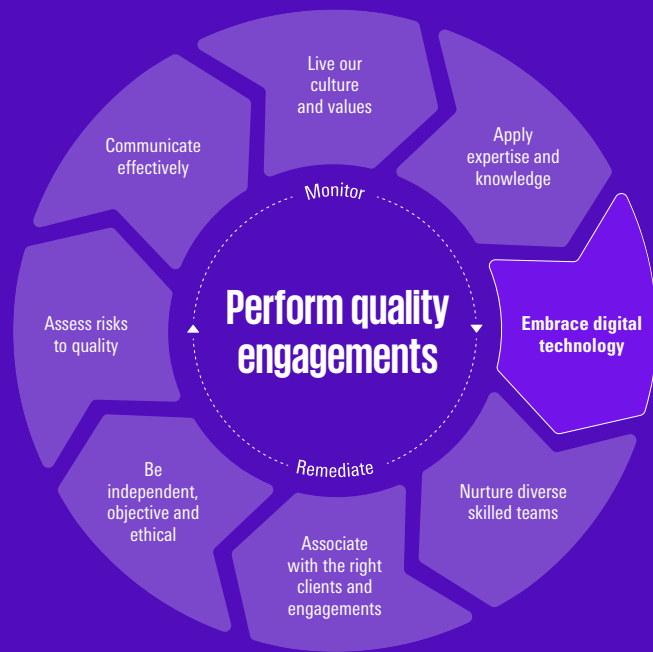 Live our
culture
and values
Apply
expertise and
knowledge
Embrace digital
technology
Nurture diverse
skilled teams
Associate
with the right
clients and
engagements
Be
independent,
objective and
ethical
Assess risks
to quality
Communicate
effectively
Monitor
Perform quality
engagements
Remediate